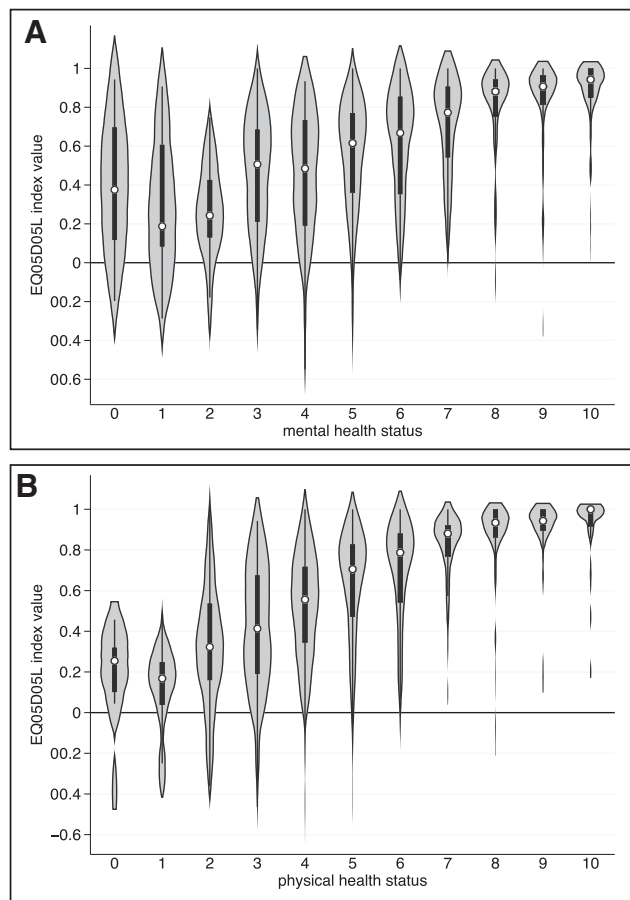 A
1
0.8
0.6
0.4
0.2
0
00.2
00.4
00.6
EQ05D05L index value
0 1 2 3 4 5 6 7 8 9 10
mental health status
B
1
0.8
0.6
0.4
0.2
0
00.2
00.4
−0.6
EQ05D05L index value
0 1 2 3 4 5 6 7 8 9 10
physical health status